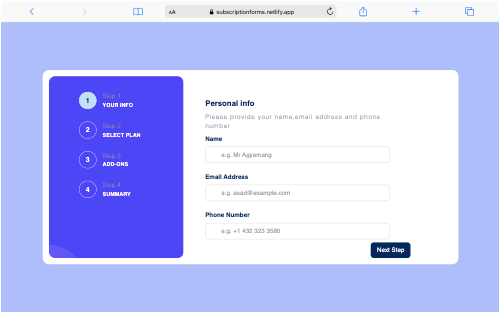 AA
subscriptionforms.netlify.app
1
Step 1
YOUR INFO
2
Step 2
SELECT PLAN
3
Step 3
ADD-ONS
4
Step 4
SUMMARY
Personal info
Please provide your name,email address and phone
number
Name
e.g. Mr Agyemang
Email Address
e.g. asad@example.com
Phone Number
e.g. +1 432 323 3580
Next Step